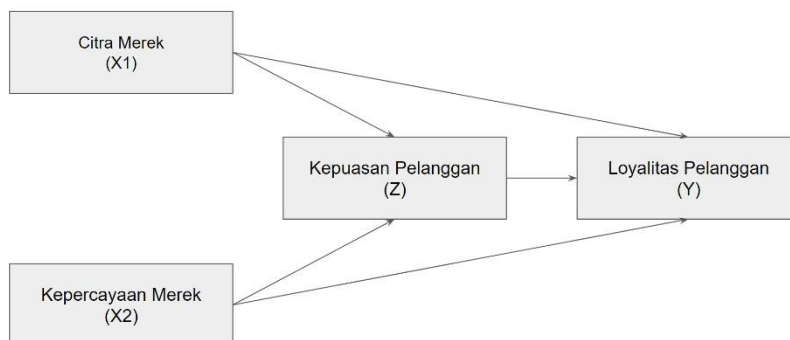 Citra Merek
(X1)
Kepuasan Pelanggan
(Z)
Loyalitas Pelanggan
(Y)
Kepercayaan Merek
(X2)